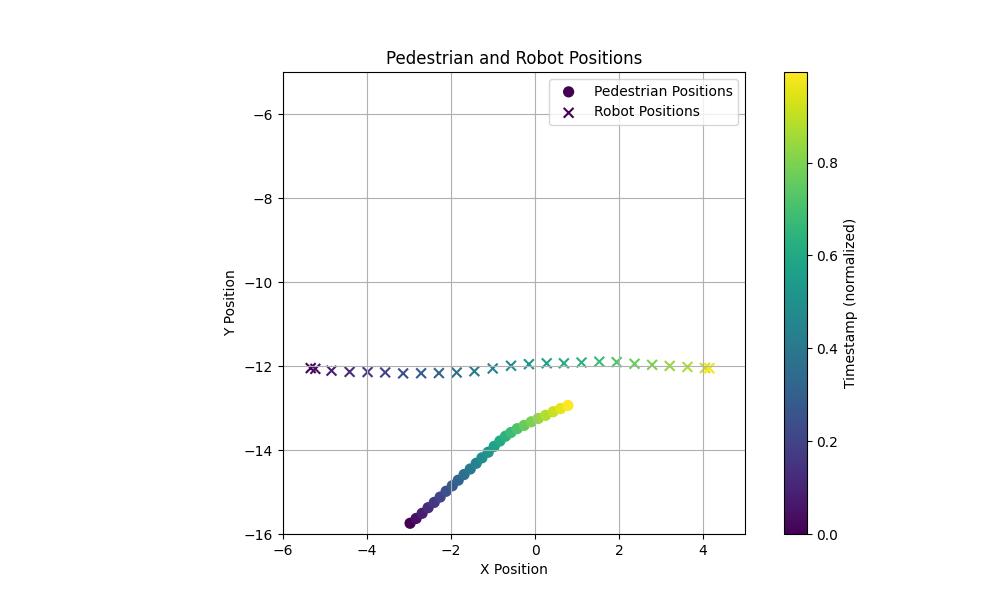 Pedestrian and Robot Positions
Pedestrian Positions
Robot Positions
−6
−8
−10
−12
−14
−16
Y Position
−6 −4 −2 0 2 4
X Position
0.8
0.6
0.4
0.2
0.0
Timestamp (normalized)